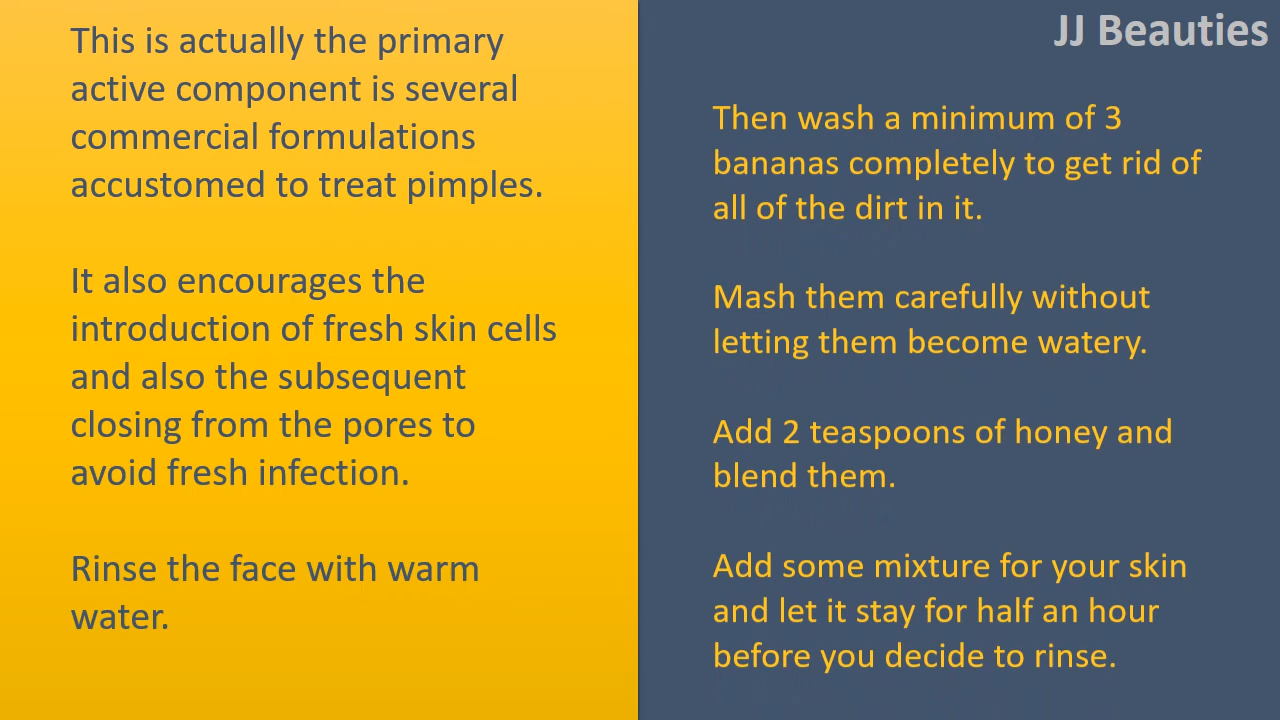 This is actually the primary
active component is several
commercial formulations
accustomed to treat pimples.
It also encourages the
introduction of fresh skin cells
and also the subsequent
closing from the pores to
avoid fresh infection.
Rinse the face with warm
water.
JJ Beauties
Then wash a minimum of 3
bananas completely to get rid of
all of the dirt in it.
Mash them carefully without
letting them become watery.
Add 2 teaspoons of honey and
blend them.
Add some mixture for your skin
and let it stay for half an hour
before you decide to rinse.